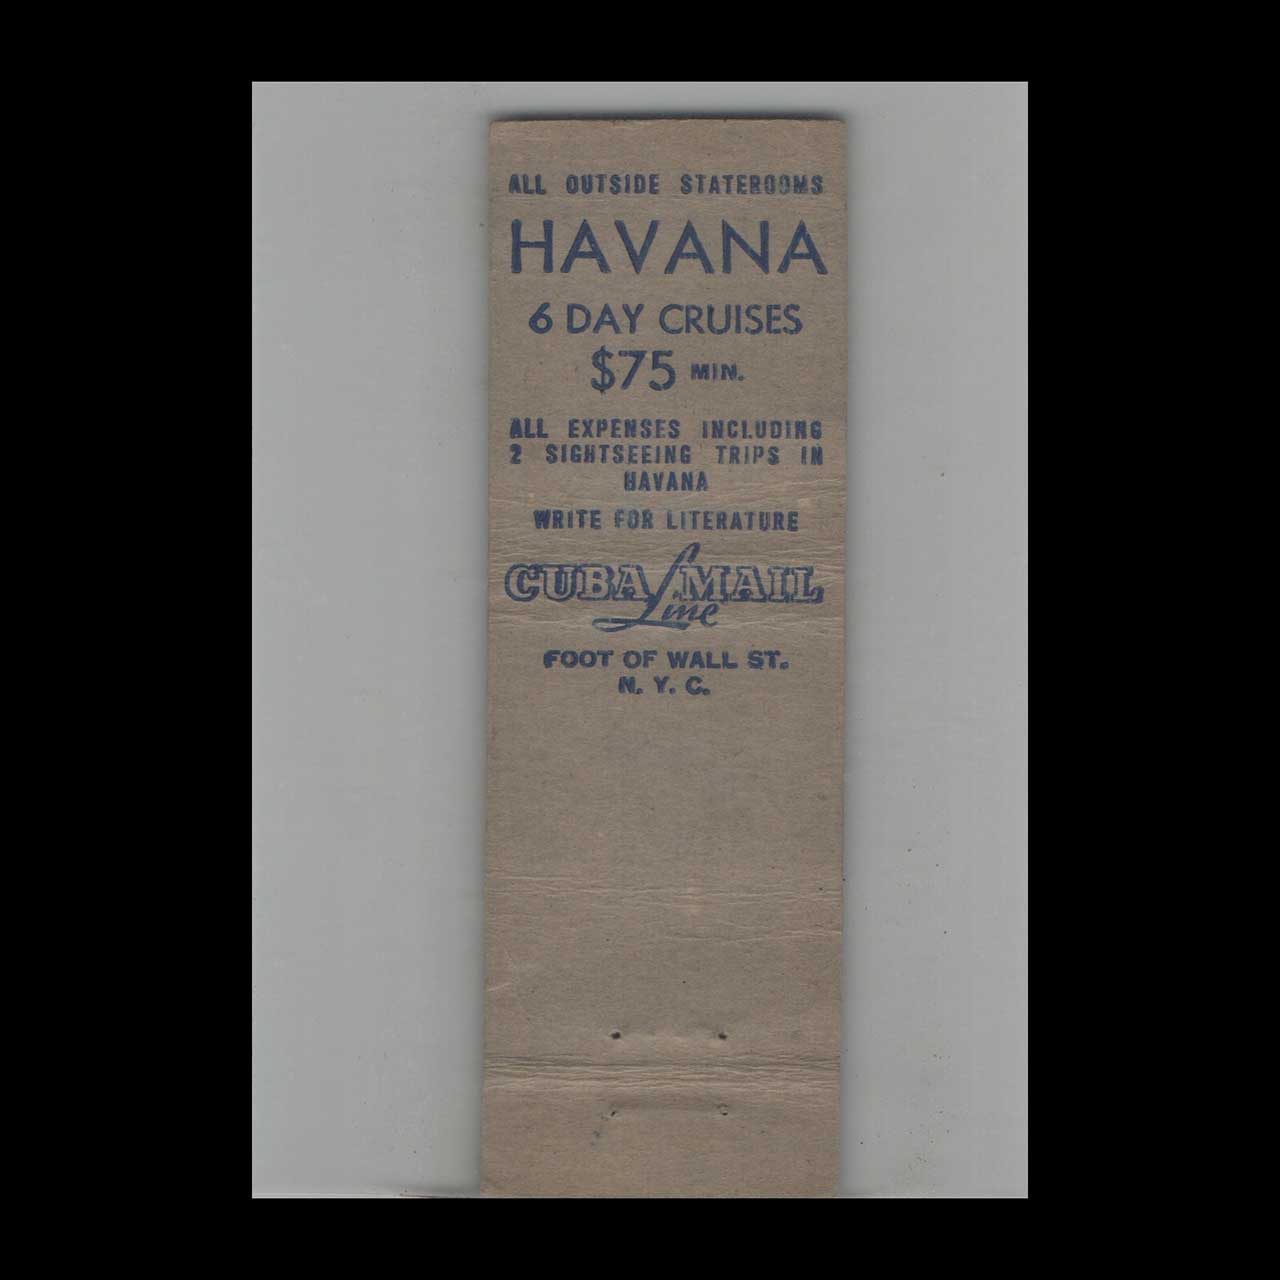 ALL OUTSIDE STATEROOMS
HAVANA
6 DAY CRUISES
$75 MIN.
ALL EXPENSES INCLUDING
2 SIGHTSEEING TRIPS IN
HAVANA
WRITE FOR LITERATURE
CUBA MAIL Line
FOOT OF WALL ST.
N. Y. C.